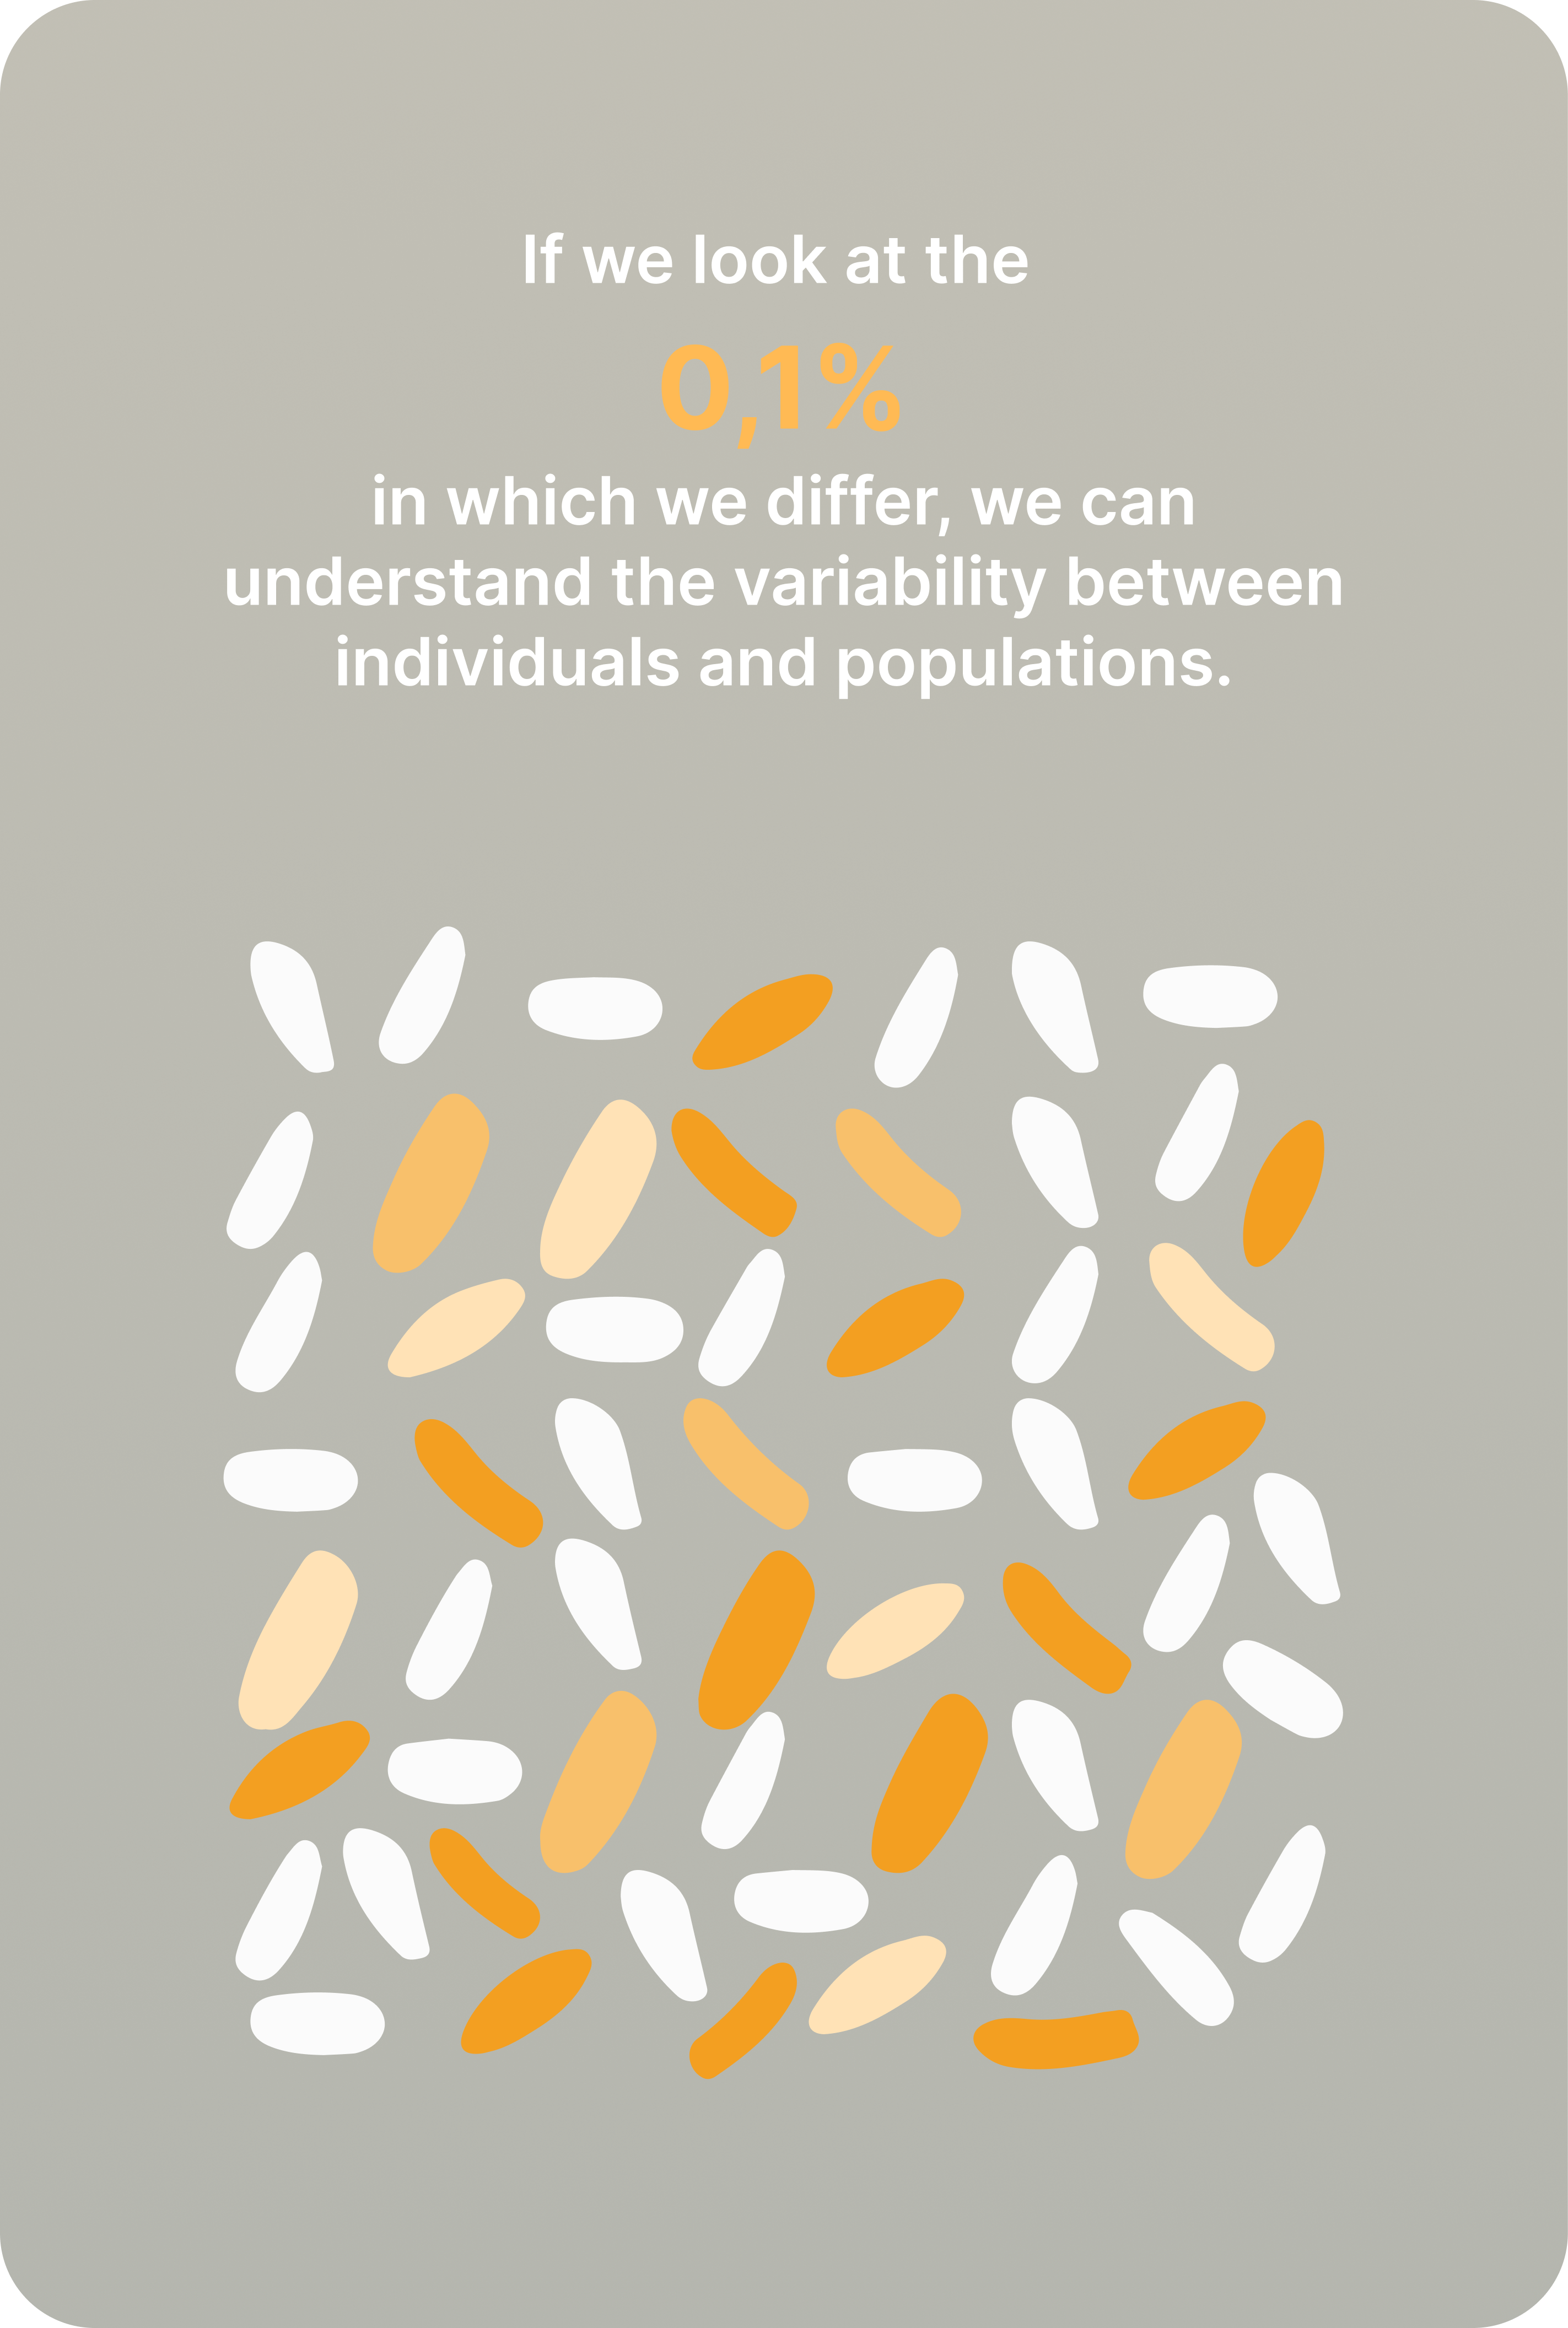 If we look at the
0,1%
in which we differ, we can
understand the variability between
individuals and populations.